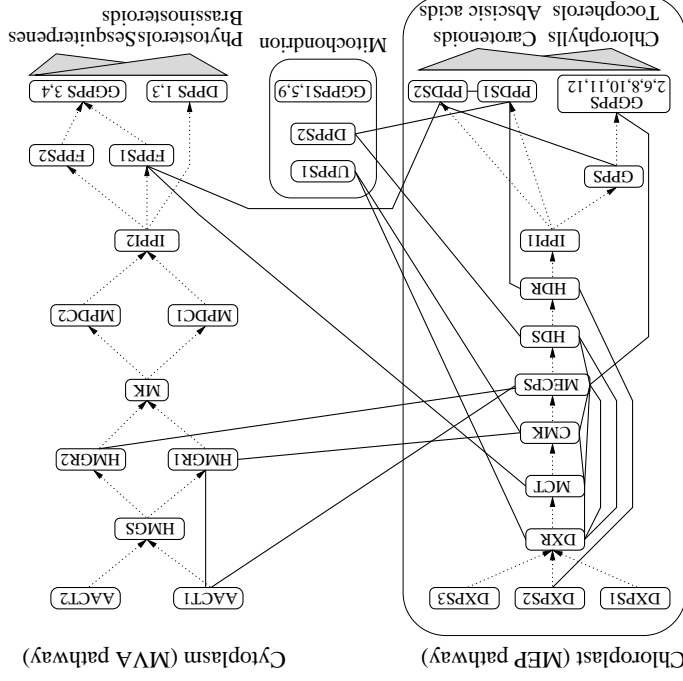 Chloroplast (MEP pathway)
Cytoplasm (MVA pathway)
DXPS1
DXPS2
DXPS3
AACT1
AACT2
DXR
HMGS
MCT
CMK
HMGR1
HMGR2
MECPS
MK
HDS
HDR
MPDC1
MPDC2
IPPI1
IPPI2
GPPS
UPPS1
DPPS2
GGPPS1,5,9
Mitochondrion
FPPS1
FPPS2
GGPPS
2,6,8,10,11,12
PPDS1
PPDS2
DPPS 1,3
GGPPS 3,4
Chlorophylls
Tocopherols
Carotenoids
Abscisic acids
Sesquiterpenes
Phytosterols
Brassinosteroids